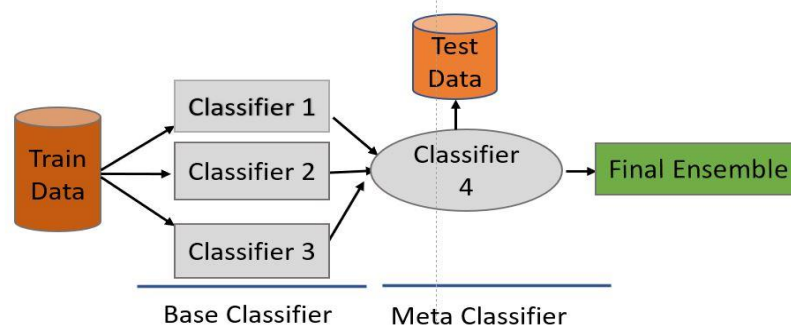 Train
Data
Classifier 1
Classifier 2
Classifier 3
Test
Data
Classifier
4
Final Ensemble
Base Classifier
Meta Classifier